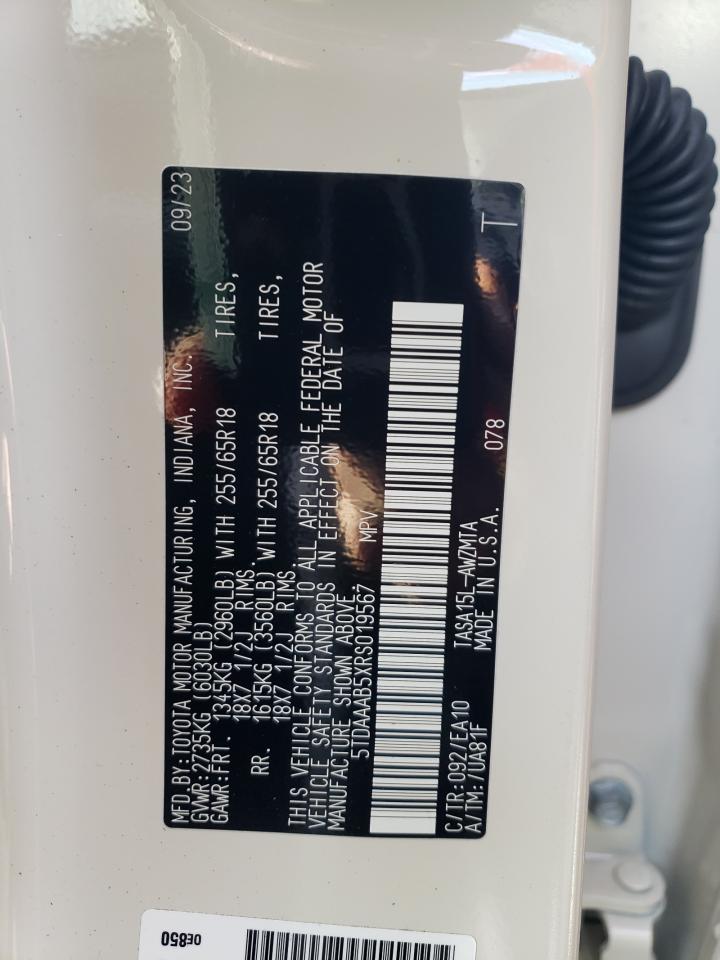 MFD.BY:TOYOTA MOTOR MANUFACTURING, INDIANA, INC. 09/23
GVWR:2735KG (6030LB)
GAWR:FRT. 1345KG (2960LB) WITH 255/65R18 TIRES,
18X7 1/2J RIMS.
RR. 1615KG (3560LB) WITH 255/65R18 TIRES,
18X7 1/2J RIMS.
THIS VEHICLE CONFORMS TO ALL APPLICABLE FEDERAL MOTOR
VEHICLE SAFETY STANDARDS IN EFFECT ON THE DATE OF
MANUFACTURE SHOWN ABOVE.
5TDAAAB5XRS019567 MPV
C/TR:092/EA10 TASA15L-AWZMTA
A/TM:/UA81F MADE IN U.S.A. 078 T
OE850